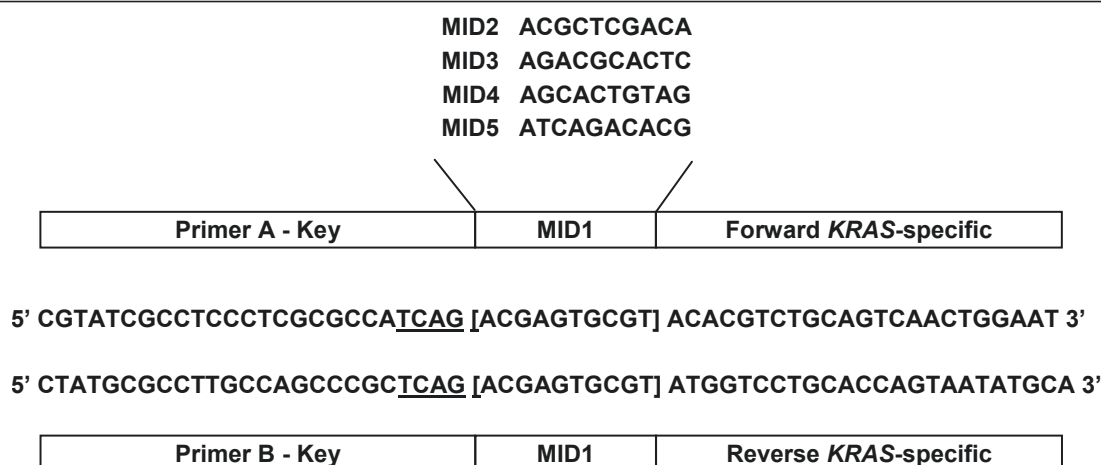 MID2 ACGCTCGACA
MID3 AGACGCACTC
MID4 AGCACTGTAG
MID5 ATCAGACACG
Primer A - Key MID1 Forward KRAS-specific
5’ CGTATCGCCTCCCTCGCGCCATCAG [ACGAGTGCGT] ACACGTCTGCAGTCAACTGGAAT 3’
5’ CTATGCGCCTTGCCAGCCCGCTCAG [ACGAGTGCGT] ATGGTCCTGCACCAGTAATATGCA 3’
Primer B - Key MID1 Reverse KRAS-specific